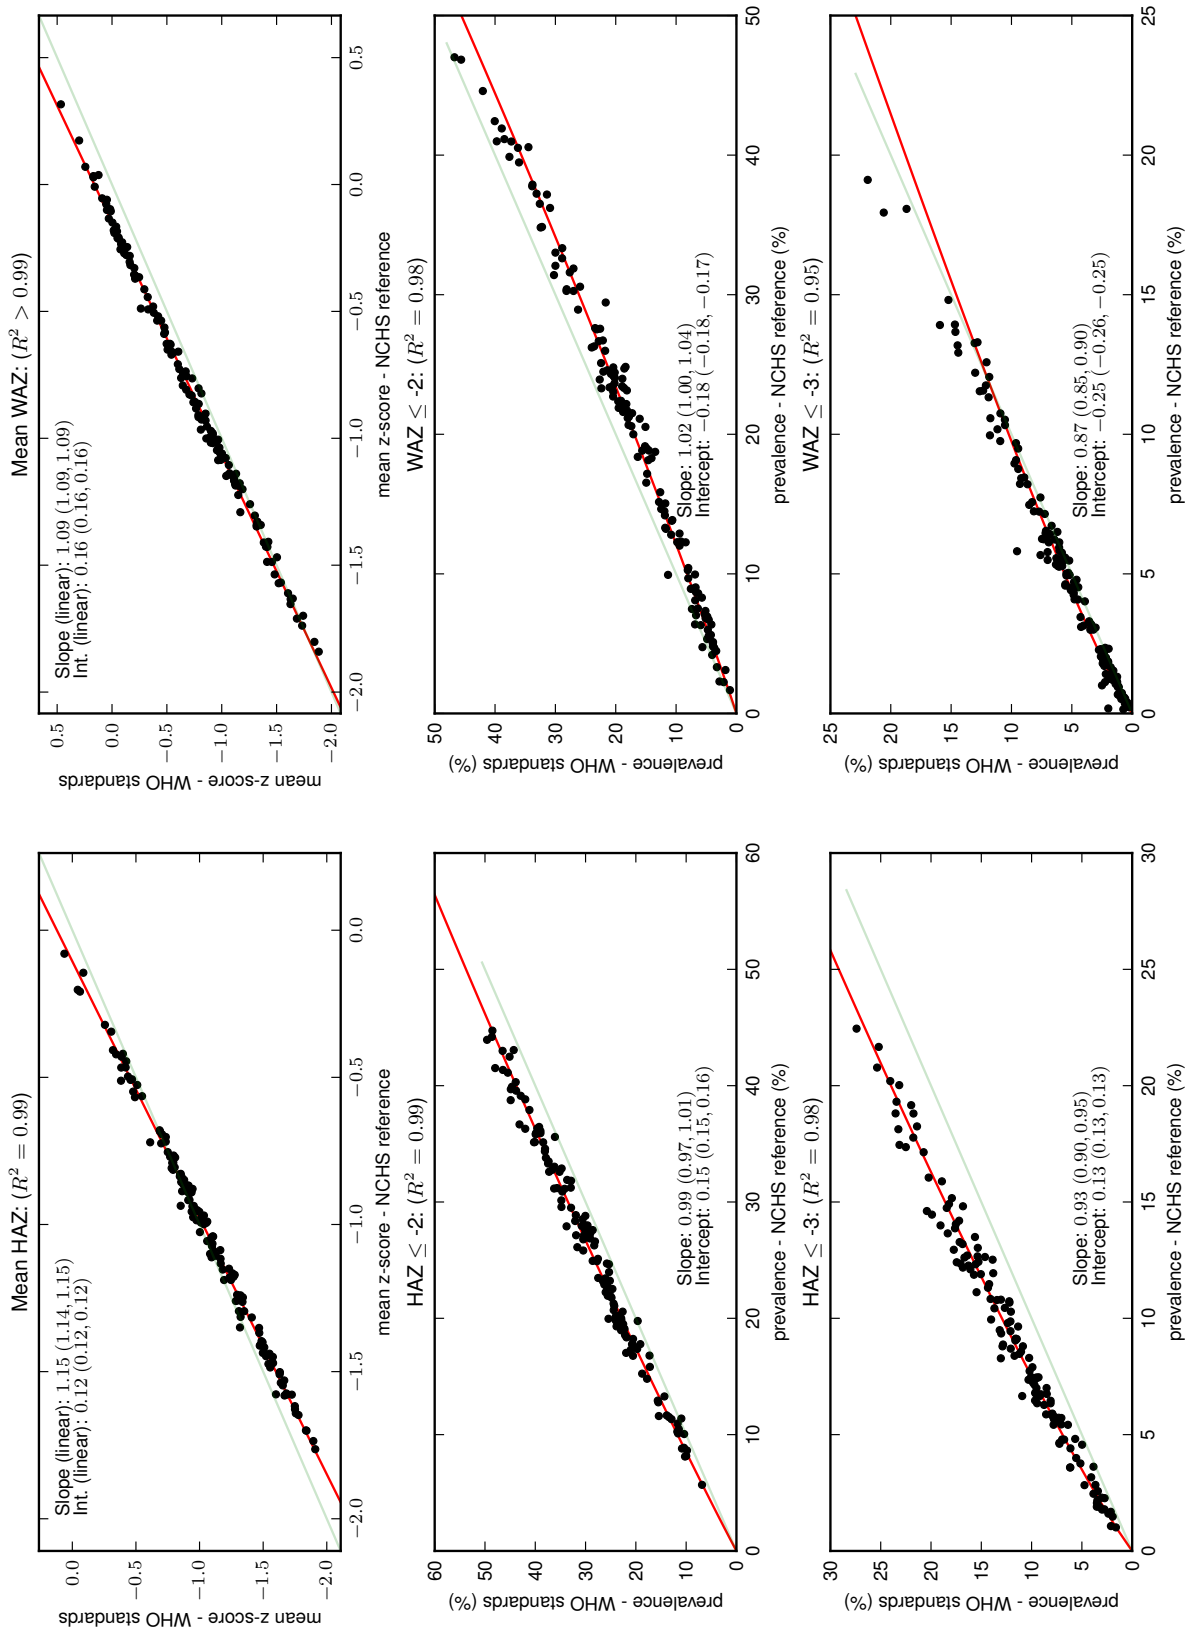 Mean HAZ: (R² = 0.99)
Slope (linear): 1.15 (1.14, 1.15)
Int. (linear): 0.12 (0.12, 0.12)
0.0
−0.5
−1.0
−1.5
−2.0
mean z-score - WHO standards
−2.0
−1.5
−1.0
−0.5
0.0
mean z-score - NCHS reference
Mean WAZ: (R² > 0.99)
Slope (linear): 1.09 (1.09, 1.09)
Int. (linear): 0.16 (0.16, 0.16)
0.5
0.0
−0.5
−1.0
−1.5
−2.0
mean z-score - WHO standards
−2.0
−1.5
−1.0
−0.5
0.0
0.5
mean z-score - NCHS reference
HAZ ≤ -2: (R² = 0.99)
Slope: 0.99 (0.97, 1.01)
Intercept: 0.15 (0.15, 0.16)
60
50
40
30
20
10
0
prevalence - WHO standards (%)
0
10
20
30
40
50
60
prevalence - NCHS reference (%)
WAZ ≤ -2: (R² = 0.98)
Slope: 1.02 (1.00, 1.04)
Intercept: −0.18 (−0.18, −0.17)
50
40
30
20
10
0
prevalence - WHO standards (%)
0
10
20
30
40
50
prevalence - NCHS reference (%)
HAZ ≤ -3: (R² = 0.98)
Slope: 0.93 (0.90, 0.95)
Intercept: 0.13 (0.13, 0.13)
30
25
20
15
10
5
0
prevalence - WHO standards (%)
0
5
10
15
20
25
30
prevalence - NCHS reference (%)
WAZ ≤ -3: (R² = 0.95)
Slope: 0.87 (0.85, 0.90)
Intercept: −0.25 (−0.26, −0.25)
25
20
15
10
5
0
prevalence - WHO standards (%)
0
5
10
15
20
25
prevalence - NCHS reference (%)